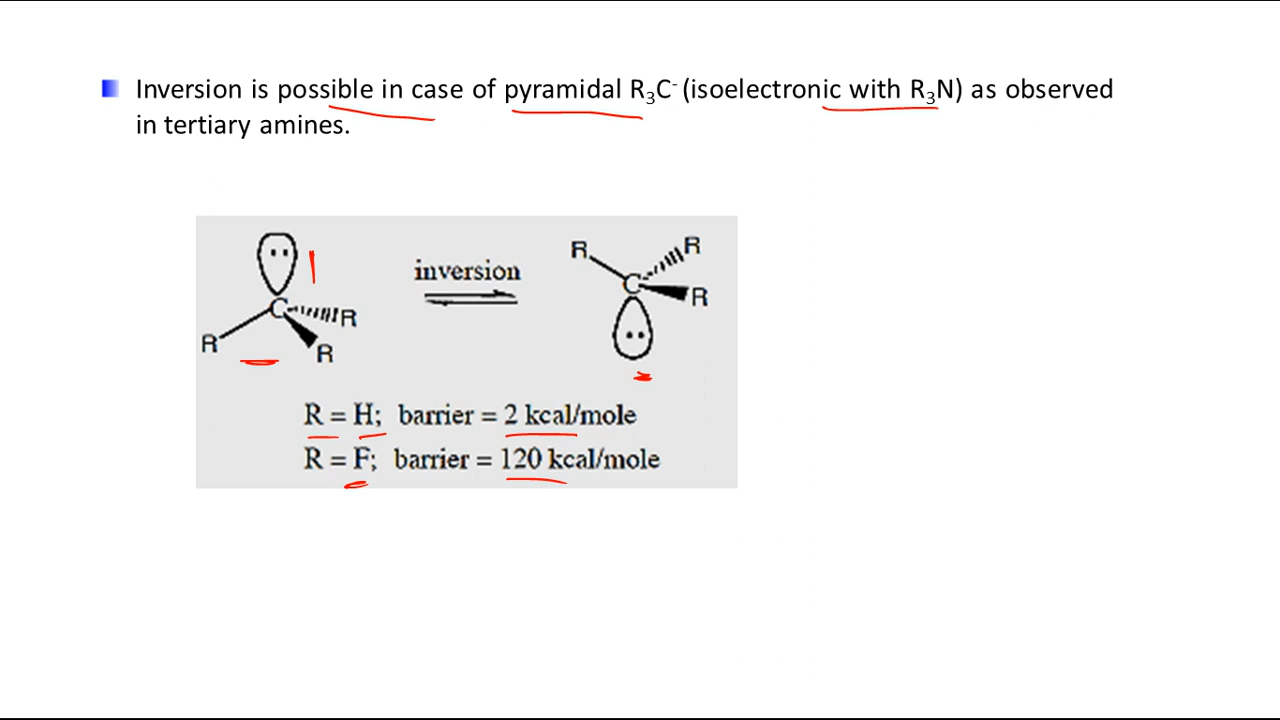 Inversion is possible in case of pyramidal R₃C⁻ (isoelectronic with R₃N) as observed
in tertiary amines.
R C R R
inversion
R C R R
R = H; barrier = 2 kcal/mole
R = F; barrier = 120 kcal/mole